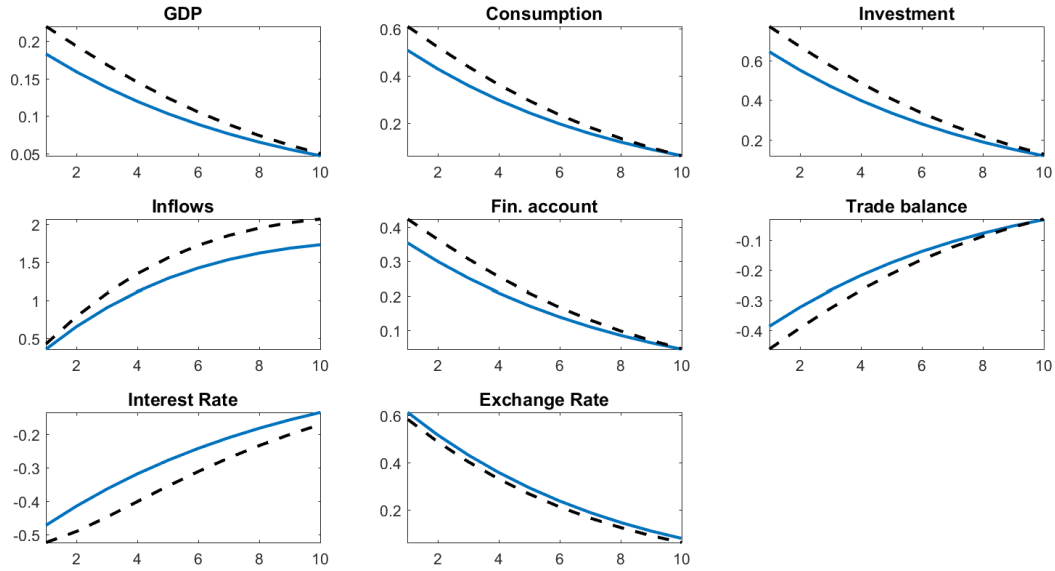 GDP
0.2
0.15
0.1
0.05
2 4 6 8 10
Consumption
0.6
0.4
0.2
2 4 6 8 10
Investment
0.6
0.4
0.2
2 4 6 8 10
Inflows
2
1.5
1
0.5
2 4 6 8 10
Fin. account
0.4
0.3
0.2
0.1
2 4 6 8 10
Trade balance
-0.1
-0.2
-0.3
-0.4
2 4 6 8 10
Interest Rate
-0.2
-0.3
-0.4
-0.5
2 4 6 8 10
Exchange Rate
0.6
0.4
0.2
2 4 6 8 10